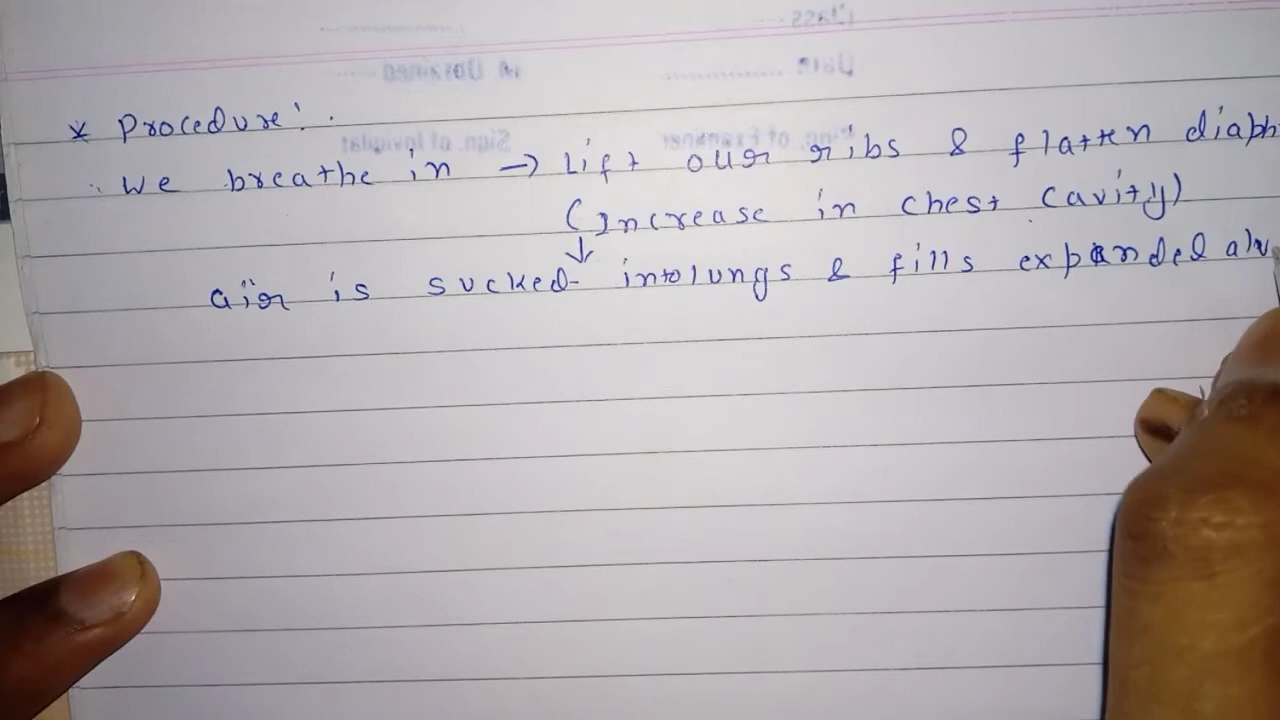 * Procedure:
we breathe in → Lift our ribs & flatten diaph
(Increase in chest cavity)
↓
air is sucked into lungs & fills expanded alv